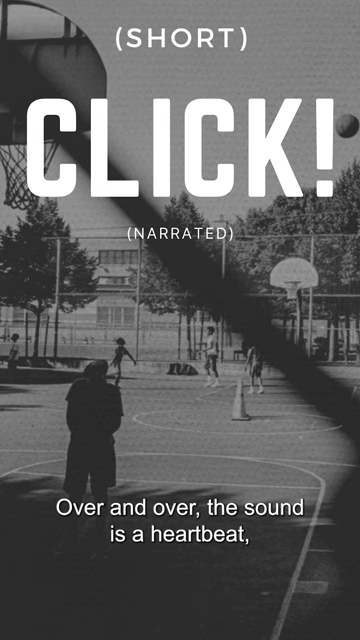 (SHORT)
CLICK!
(NARRATED)
Over and over, the sound
is a heartbeat,